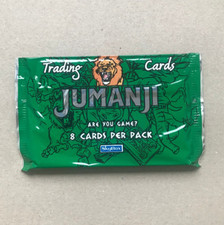 Trading Cards
JUMANJI
ARE YOU GAME?
8 CARDS PER PACK
SkyBox